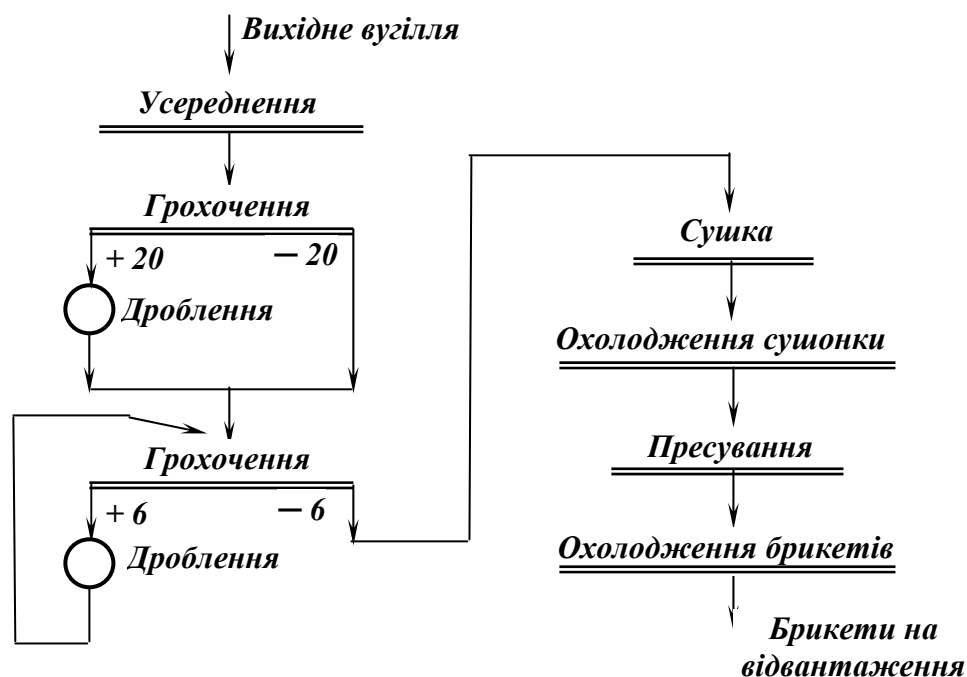 Вихідне вугілля
Усереднення
Грохочення
+ 20
– 20
Дроблення
Грохочення
+ 6
– 6
Дроблення
Сушка
Охолодження сушонки
Пресування
Охолодження брикетів
Брикети на
відвантаження